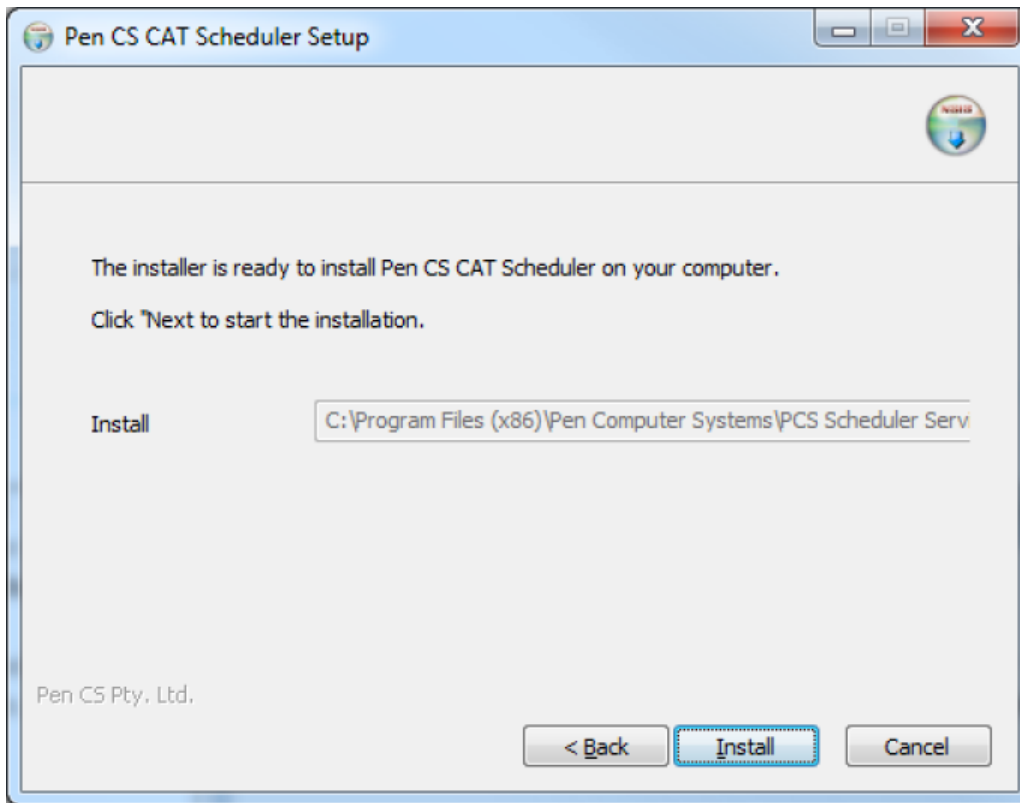 Pen CS CAT Scheduler Setup
The installer is ready to install Pen CS CAT Scheduler on your computer.
Click "Next to start the installation.
Install
C:\Program Files (x86)\Pen Computer Systems\PCS Scheduler Servi
Pen CS Pty. Ltd.
< Back
Install
Cancel